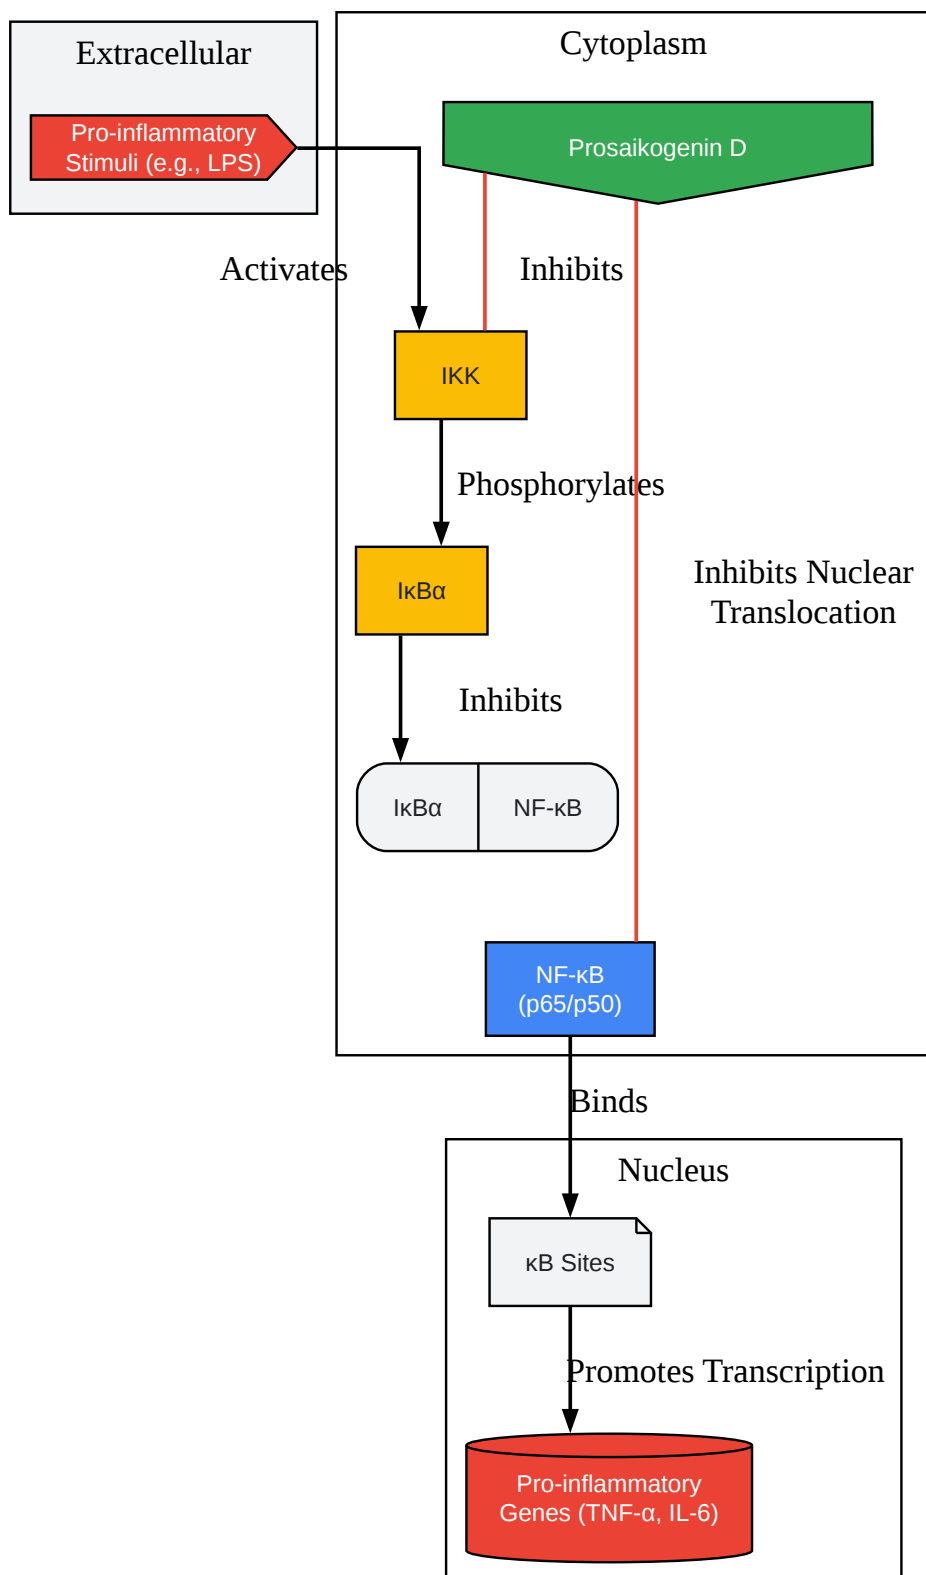 Extracellular
Cytoplasm
Pro-inflammatory
Stimuli (e.g., LPS)
Prosaikogenin D
Activates
Inhibits
IKK
Phosphorylates
Inhibits Nuclear
Translocation
IκBα
Inhibits
IκBα
NF-κB
NF-κB
(p65/p50)
Binds
Nucleus
κB Sites
Promotes Transcription
Pro-inflammatory
Genes (TNF-α, IL-6)